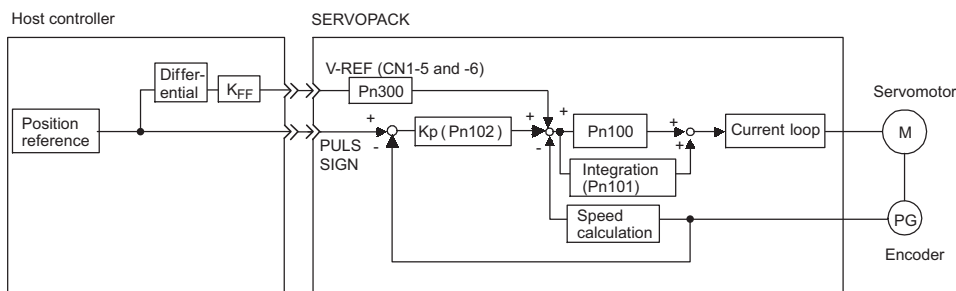 Host controller
SERVOPACK
V-REF (CN1-5 and -6)
Differ-
ential
KFF
Pn300
Servomotor
Position
reference
+
-
Kp (Pn102)
+
+
-
Pn100
+
+
Current loop
M
PULS
SIGN
Integration
(Pn101)
Speed
calculation
PG
Encoder